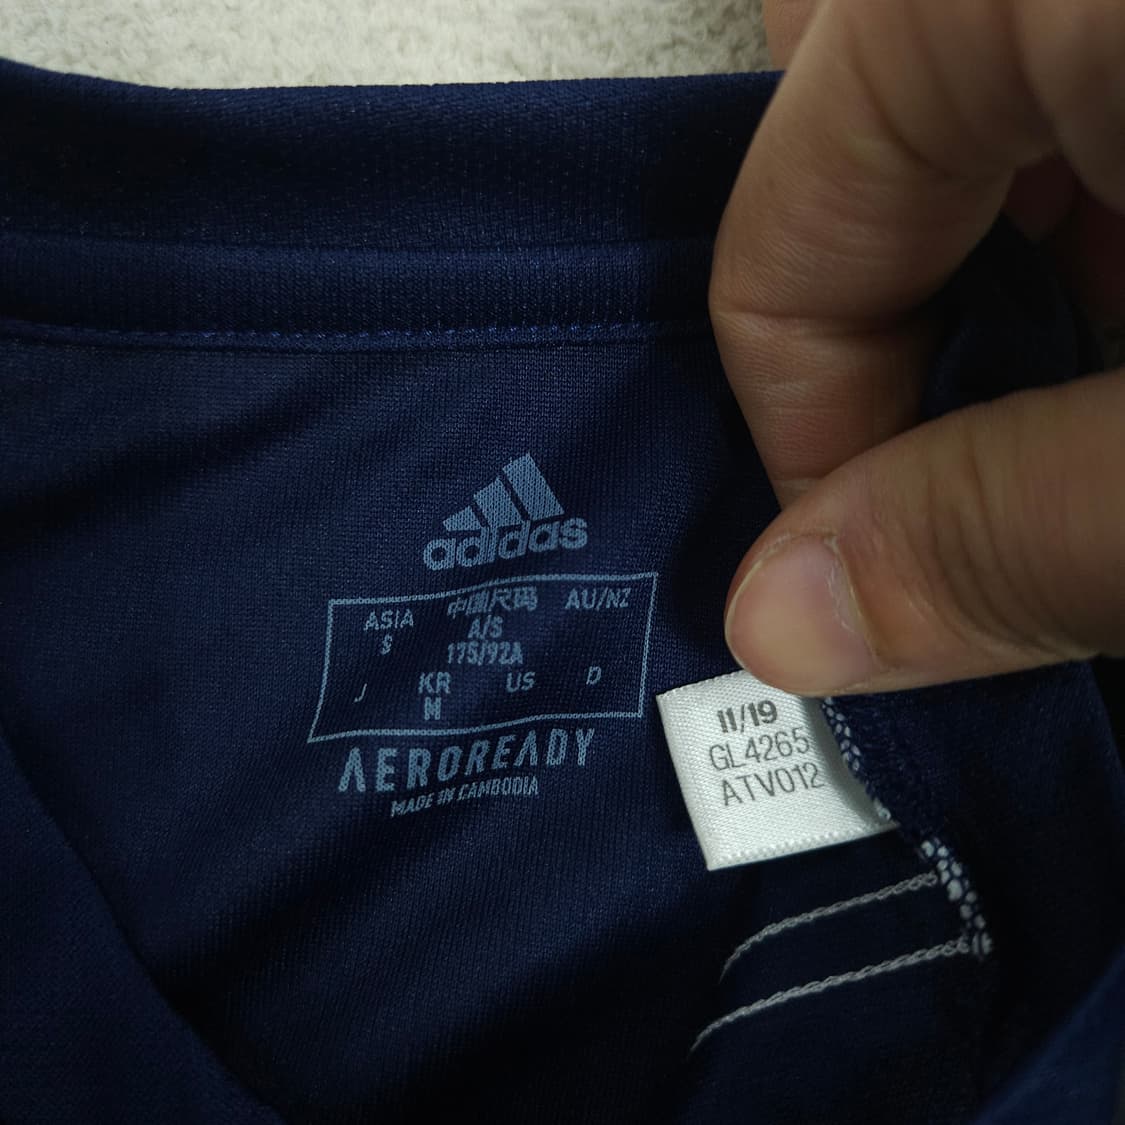 adidas
ASIA 中国/尺码 AU/NZ
S A/S
175/92A
J KR US D
M
AEROREADY
MADE IN CAMBODIA
11/19
GL4265
ATV012